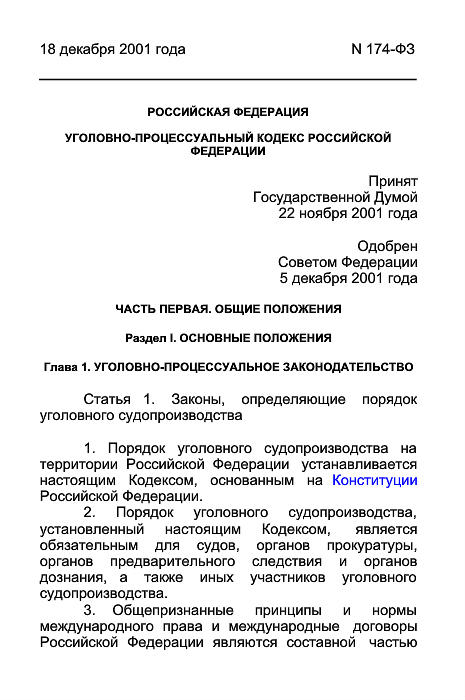 18 декабря 2001 года N 174-ФЗ
РОССИЙСКАЯ ФЕДЕРАЦИЯ
УГОЛОВНО-ПРОЦЕССУАЛЬНЫЙ КОДЕКС РОССИЙСКОЙ
ФЕДЕРАЦИИ
Принят
Государственной Думой
22 ноября 2001 года
Одобрен
Советом Федерации
5 декабря 2001 года
ЧАСТЬ ПЕРВАЯ. ОБЩИЕ ПОЛОЖЕНИЯ
Раздел I. ОСНОВНЫЕ ПОЛОЖЕНИЯ
Глава 1. УГОЛОВНО-ПРОЦЕССУАЛЬНОЕ ЗАКОНОДАТЕЛЬСТВО
Статья 1. Законы, определяющие порядок
уголовного судопроизводства
1. Порядок уголовного судопроизводства на
территории Российской Федерации устанавливается
настоящим Кодексом, основанным на Конституции
Российской Федерации.
2. Порядок уголовного судопроизводства,
установленный настоящим Кодексом, является
обязательным для судов, органов прокуратуры,
органов предварительного следствия и органов
дознания, а также иных участников уголовного
судопроизводства.
3. Общепризнанные принципы и нормы
международного права и международные договоры
Российской Федерации являются составной частью